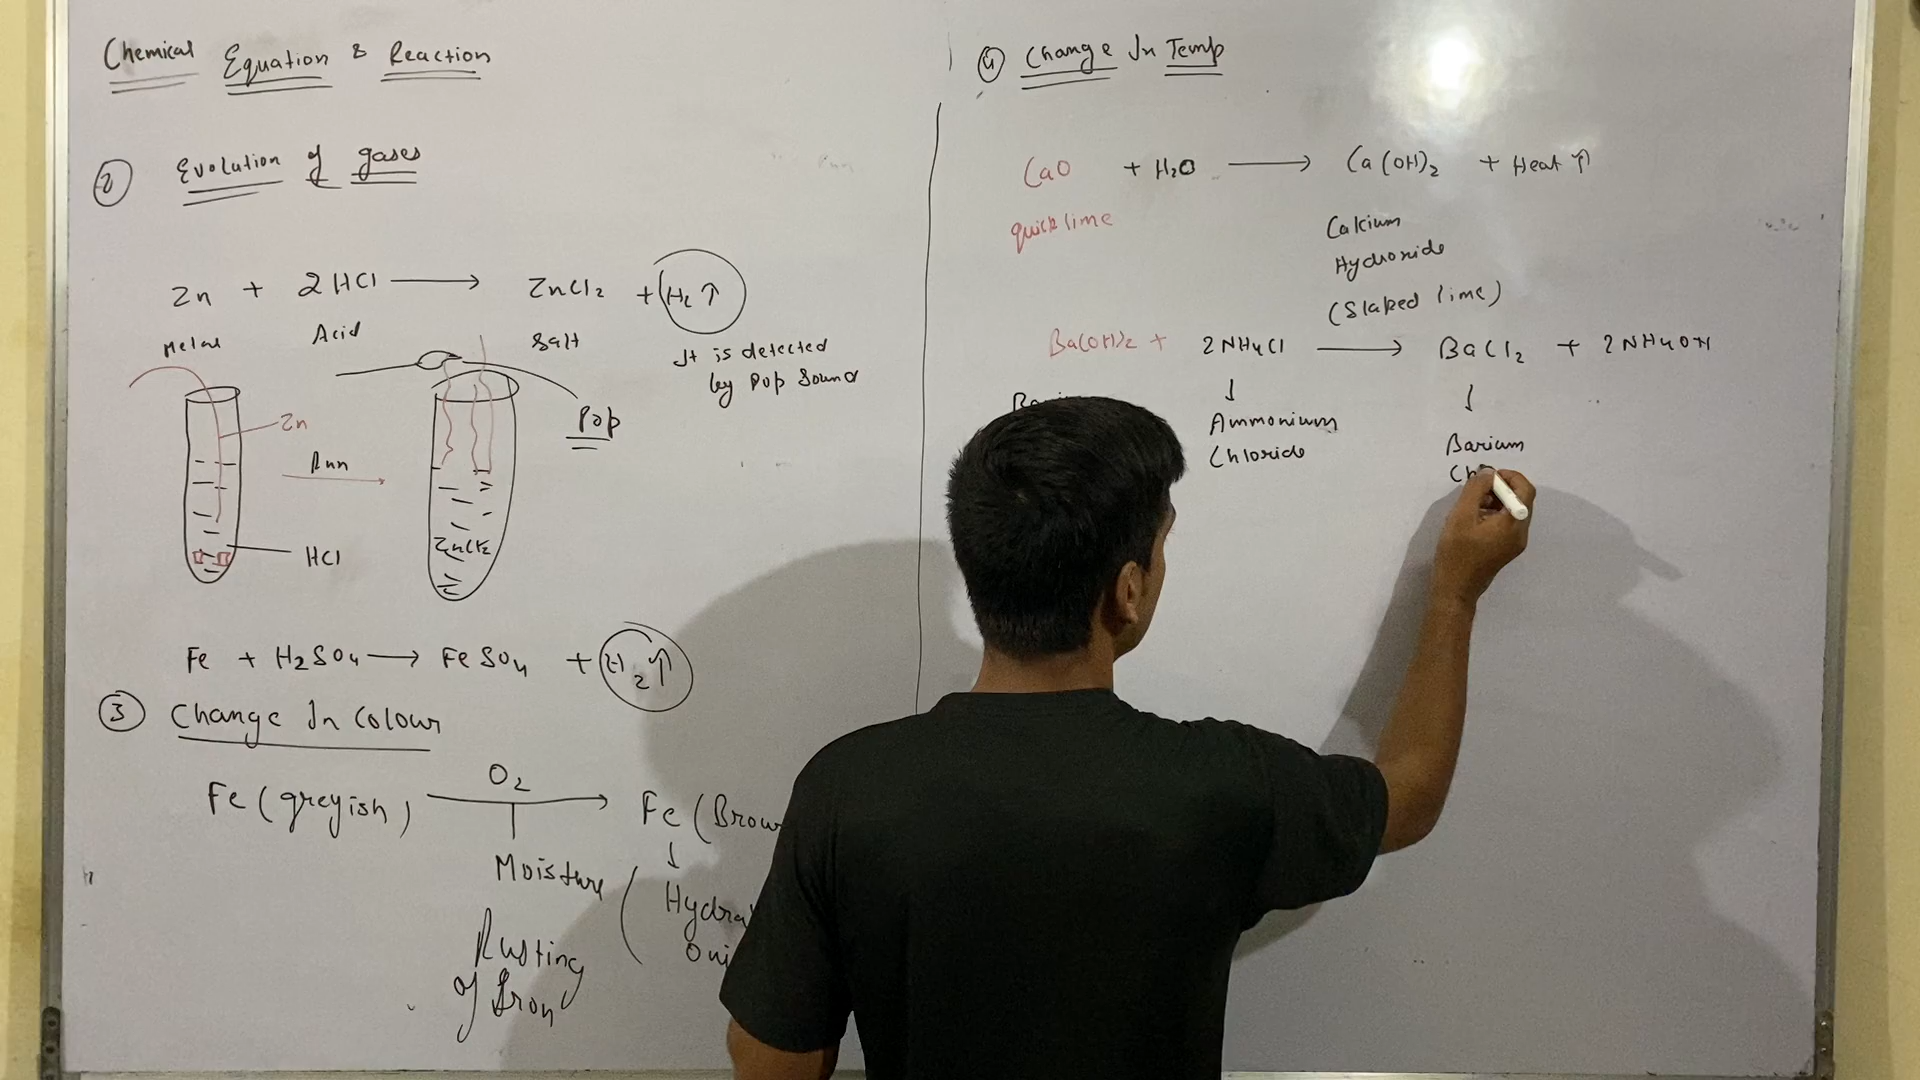 Chemical Equation & Reaction
② Evolution of gases
Zn + 2HCl ⟶ ZnCl₂ + H₂ ↑
Metal Acid Salt
It is detected
by Pop Sound
Zn
Pop
HCl
ZnCl₂
Fe + H₂SO₄ ⟶ FeSO₄ + H₂ ↑
③ Change In Colour
O₂
Fe (greyish) ⟶ Fe (Brow
↓
Moisture
(Hydra
Rusting
of Iron
④ Change In Temp
CaO + H₂O ⟶ Ca(OH)₂ + Heat ↑
quick lime
Calcium
Hydroxide
(Slaked lime)
Ba(OH)₂ + 2NH₄Cl ⟶ BaCl₂ + 2NH₄OH
↓ ↓
Ammonium
Chloride
Barium
Ch